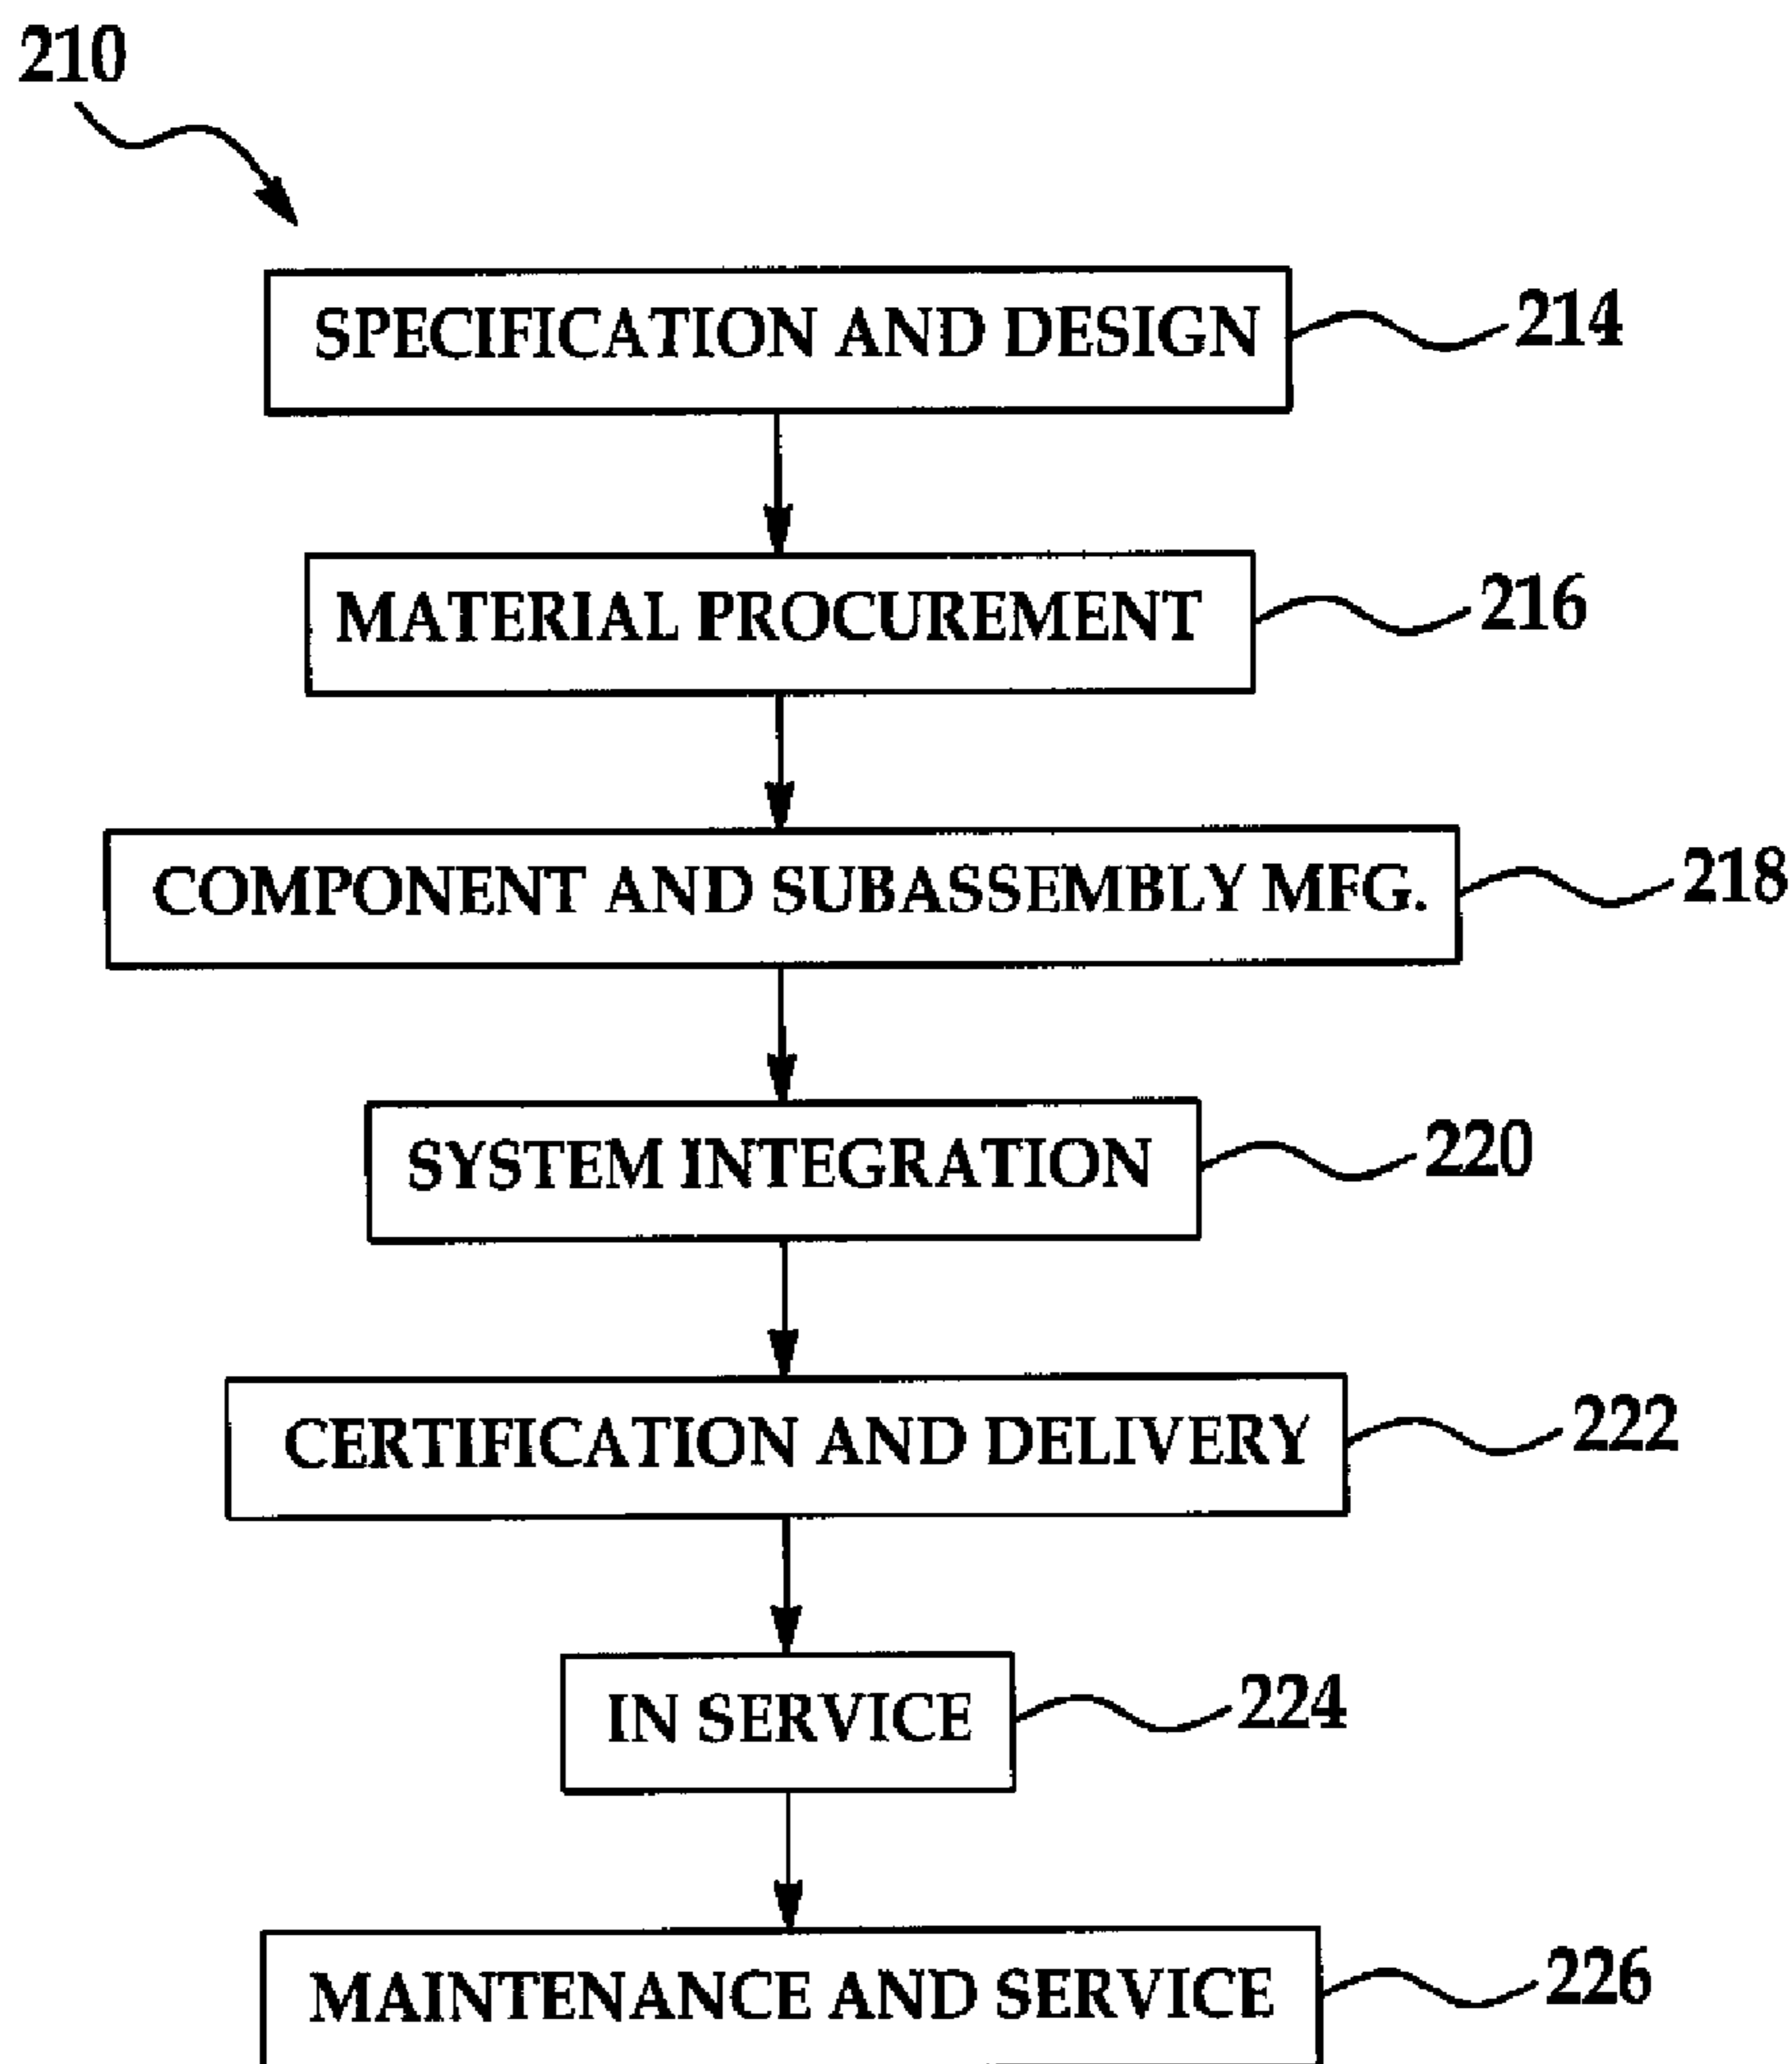 210
SPECIFICATION AND DESIGN 214
MATERIAL PROCUREMENT 216
COMPONENT AND SUBASSEMBLY MFG. 218
SYSTEM INTEGRATION 220
CERTIFICATION AND DELIVERY 222
IN SERVICE 224
MAINTENANCE AND SERVICE 226